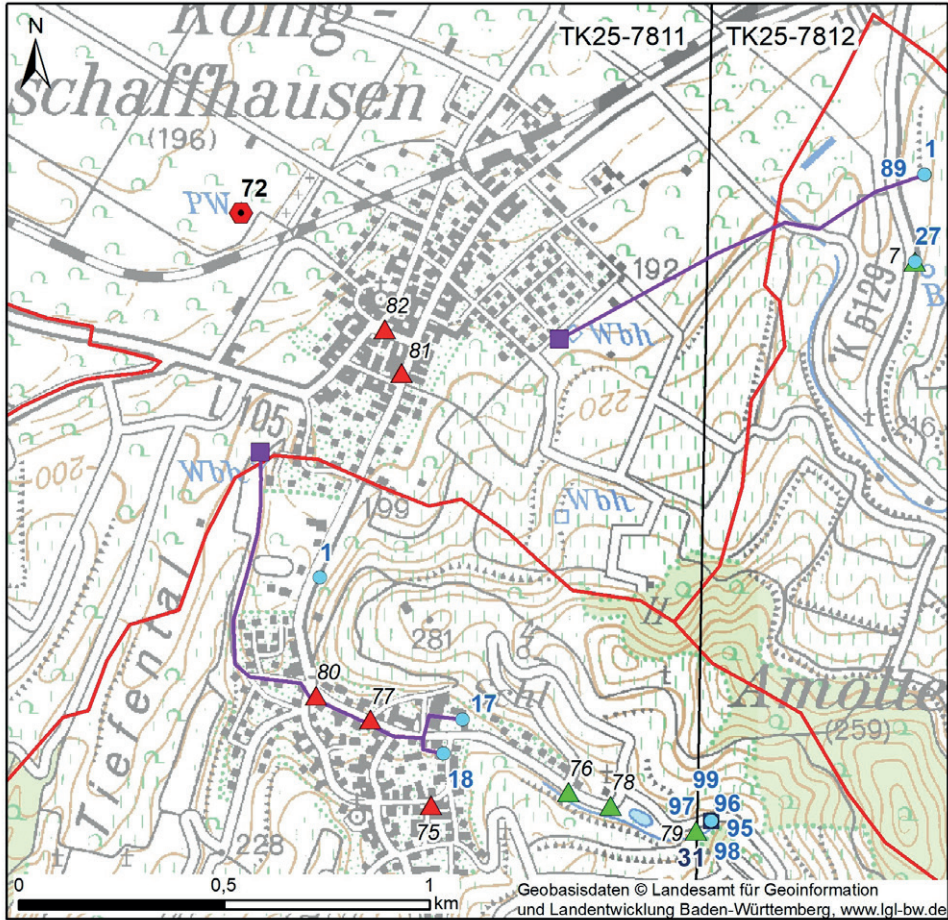 König-
schaffhausen
(196)
TK25-7811
TK25-7812
N
72
PW
1
89
27
7
B
K 5129
192
82
81
Wbh
220
L 105
216
Wbh
200
199
Wbh
1
Tiefental
281
80
77
17
18
75
76
78
79
Amolte
(259)
99
97
96
95
31
98
228
0
0,5
1
km
Geobasisdaten © Landesamt für Geoinformation
und Landentwicklung Baden-Württemberg, www.lgl-bw.de